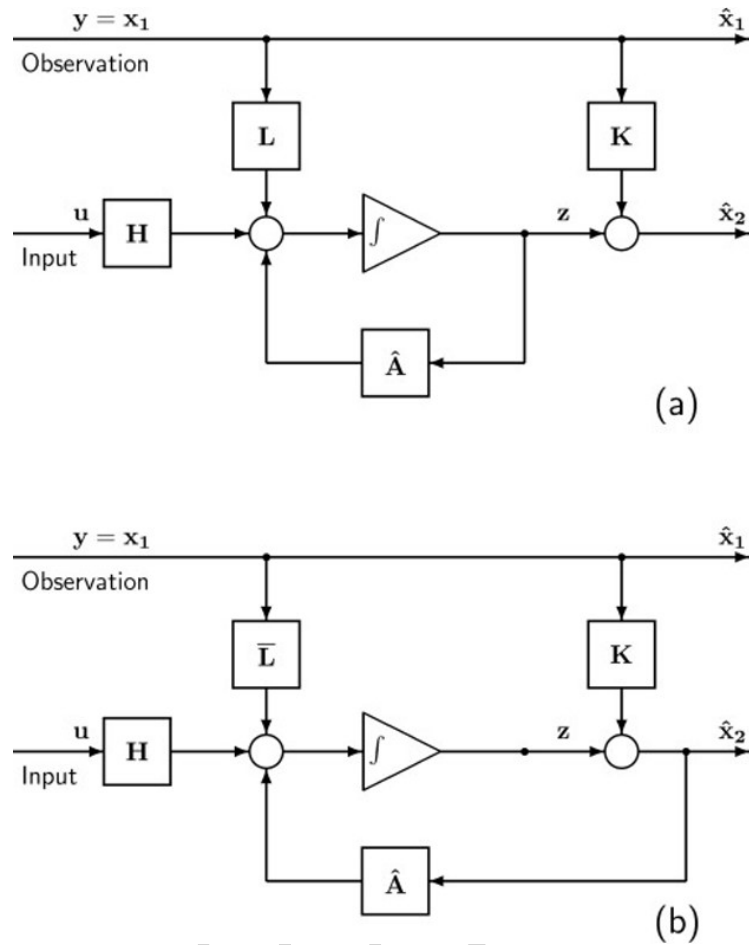 y = x₁ x̂₁
Observation
L K
u H ∫ z x̂₂
Input
Â
(a)
y = x₁ x̂₁
Observation
L̅ K
u H ∫ z x̂₂
Input
Â
(b)